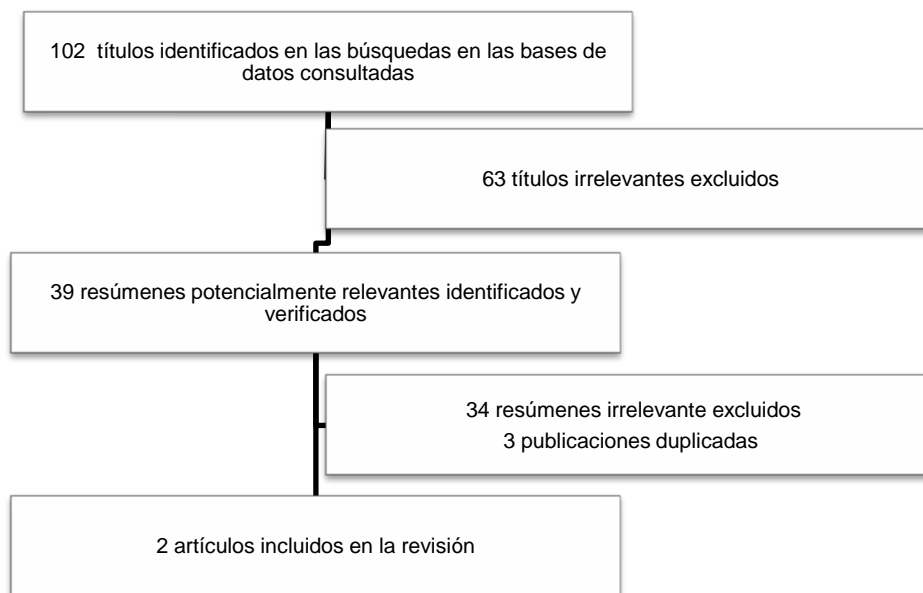 102  títulos identificados en las búsquedas en las bases de
datos consultadas
63 títulos irrelevantes excluidos
39 resúmenes potencialmente relevantes identificados y
verificados
34 resúmenes irrelevante excluidos
3 publicaciones duplicadas
2 artículos incluidos en la revisión